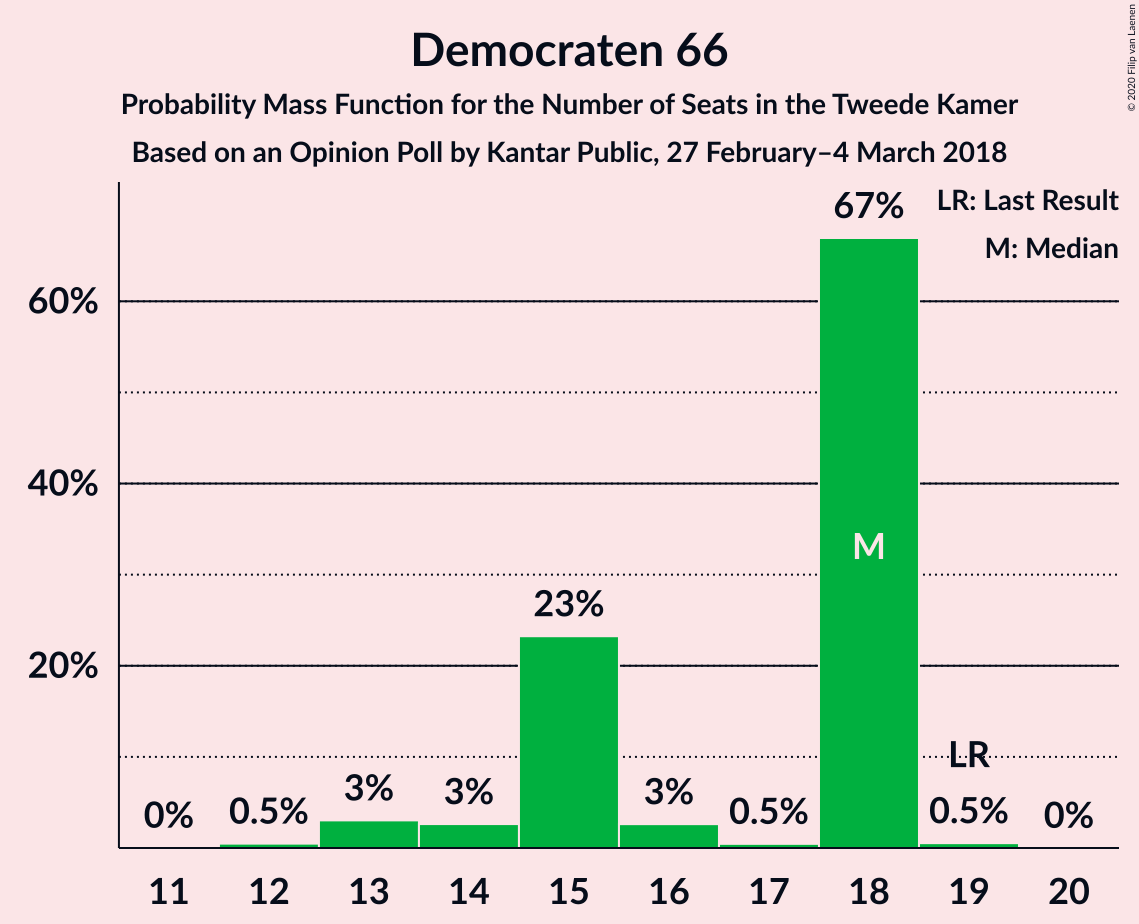 Democraten 66
Probability Mass Function for the Number of Seats in the Tweede Kamer
Based on an Opinion Poll by Kantar Public, 27 February–4 March 2018
© 2020 Filip van Laenen
LR: Last Result
M: Median
60%
40%
20%
0%
0.5%
3%
3%
23%
3%
0.5%
67%
M
LR
0.5%
0%
11 12 13 14 15 16 17 18 19 20